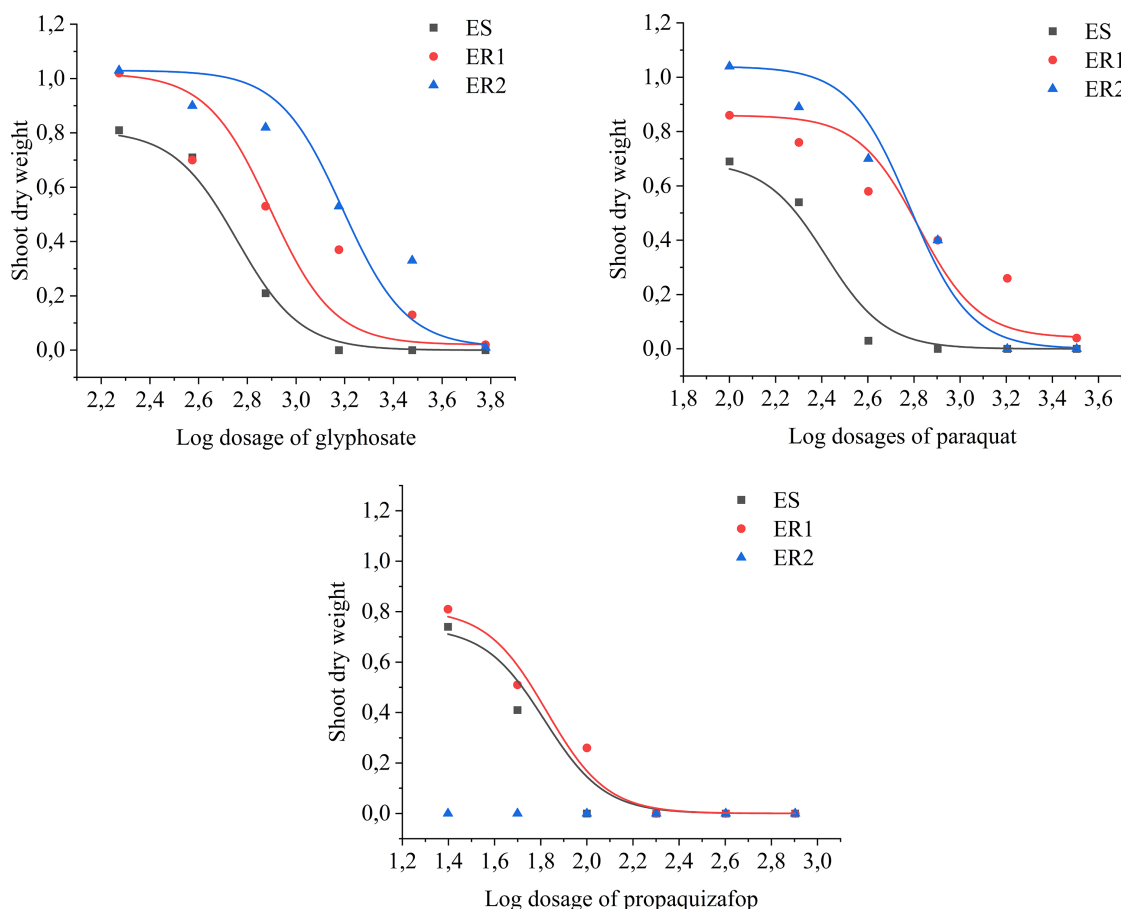 ES
ER1
ER2
1,2
1,0
0,8
0,6
0,4
0,2
0,0
Shoot dry weight
2,2 2,4 2,6 2,8 3,0 3,2 3,4 3,6 3,8
Log dosage of glyphosate
ES
ER1
ER2
1,2
1,0
0,8
0,6
0,4
0,2
0,0
Shoot dry weight
1,8 2,0 2,2 2,4 2,6 2,8 3,0 3,2 3,4 3,6
Log dosages of paraquat
ES
ER1
ER2
1,2
1,0
0,8
0,6
0,4
0,2
0,0
Shoot dry weight
1,2 1,4 1,6 1,8 2,0 2,2 2,4 2,6 2,8 3,0
Log dosage of propaquizafop